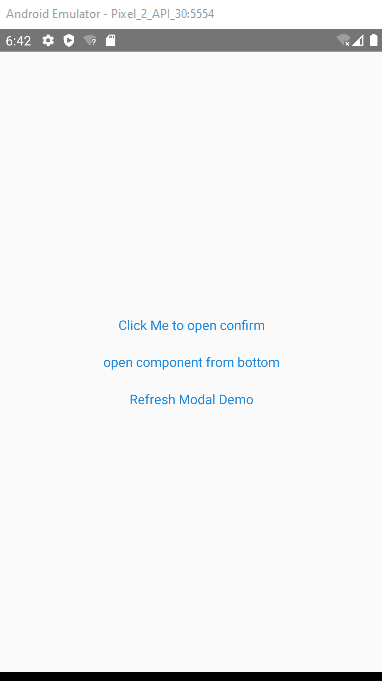 Android Emulator - Pixel_2_API_30:5554
6:42
Click Me to open confirm
open component from bottom
Refresh Modal Demo